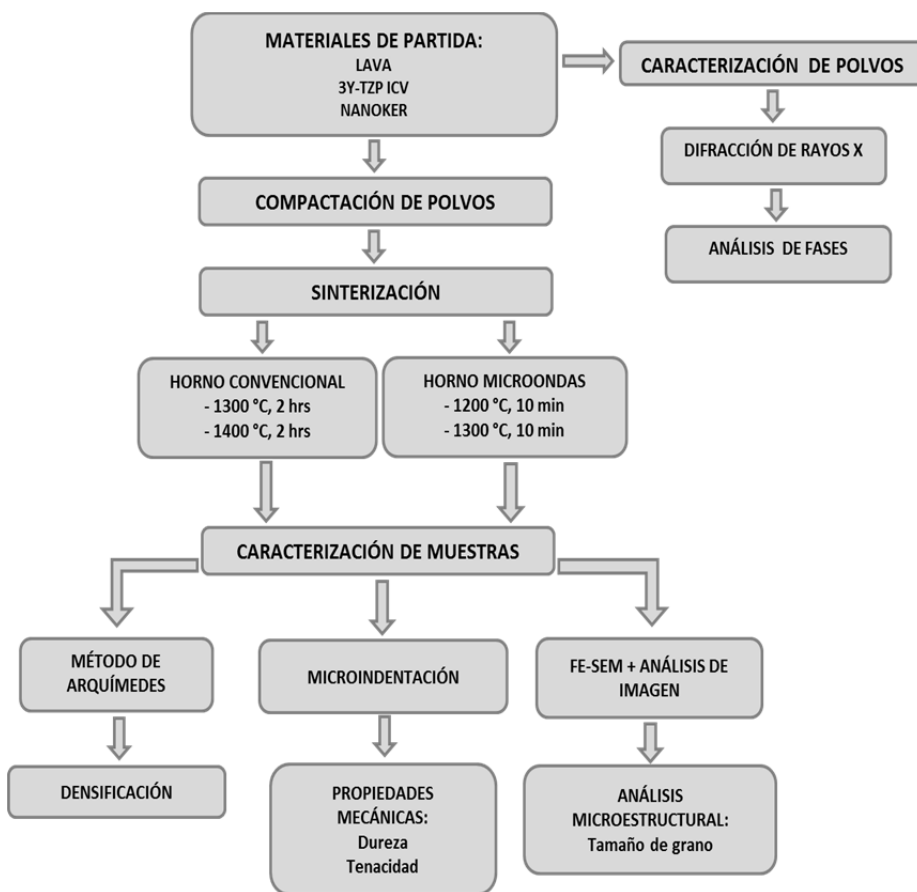 MATERIALES DE PARTIDA:
LAVA
3Y-TZP ICV
NANOKER
CARACTERIZACIÓN DE POLVOS
DIFRACCIÓN DE RAYOS X
ANÁLISIS DE FASES
COMPACTACIÓN DE POLVOS
SINTERIZACIÓN
HORNO CONVENCIONAL
- 1300 °C, 2 hrs
- 1400 °C, 2 hrs
HORNO MICROONDAS
- 1200 °C, 10 min
- 1300 °C, 10 min
CARACTERIZACIÓN DE MUESTRAS
MÉTODO DE
ARQUÍMEDES
DENSIFICACIÓN
MICROINDENTACIÓN
PROPIEDADES
MECÁNICAS:
Dureza
Tenacidad
FE-SEM + ANÁLISIS DE
IMAGEN
ANÁLISIS
MICROESTRUCTURAL:
Tamaño de grano